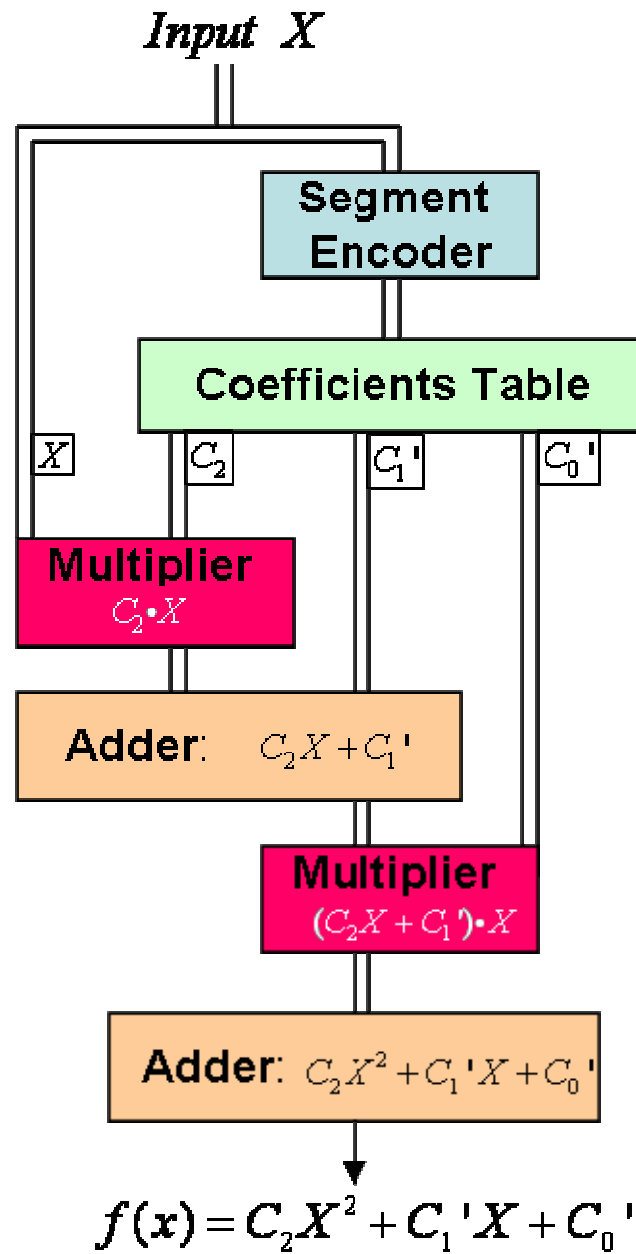 Input X
Segment
Encoder
Coefficients Table
X
C₂
C₁'
C₀'
Multiplier
C₂•X
Adder: C₂X+C₁'
Multiplier
(C₂X+C₁')•X
Adder: C₂X²+C₁'X+C₀'
f(x)=C₂X²+C₁'X+C₀'